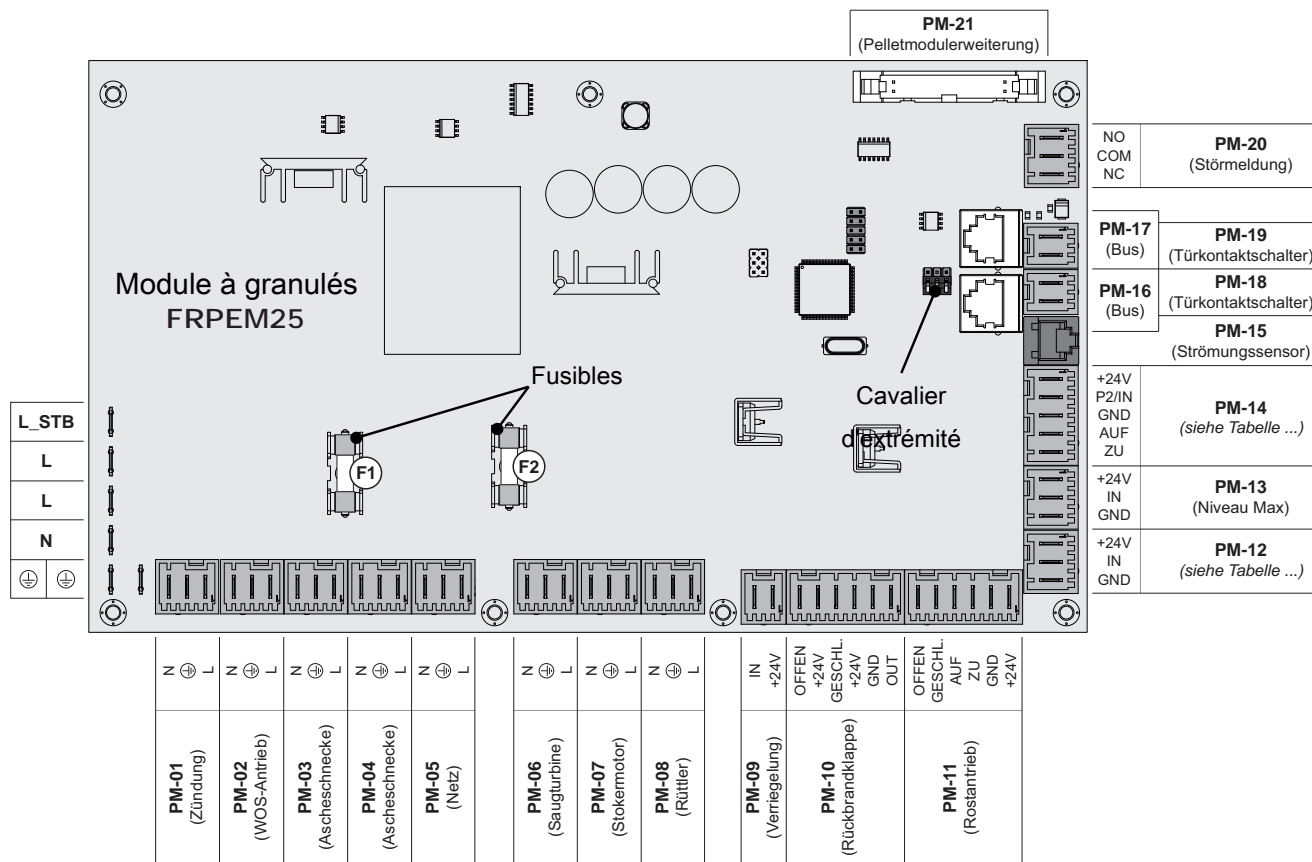 PM-21
(Pelletmodulerweiterung)
NO
COM
NC
PM-20
(Störmeldung)
PM-17
(Bus)
PM-19
(Türkontaktschalter)
PM-16
(Bus)
PM-18
(Türkontaktschalter)
PM-15
(Strömungssensor)
+24V
P2/IN
GND
AUF
ZU
PM-14
(siehe Tabelle ...)
+24V
IN
GND
PM-13
(Niveau Max)
+24V
IN
GND
PM-12
(siehe Tabelle ...)
Module à granulés
FRPEM25
Fusibles
Cavalier
d'extrémité
F1
F2
L_STB
L
L
N
N L
PM-01
(Zündung)
N L
PM-02
(WOS-Antrieb)
N L
PM-03
(Ascheschnecke)
N L
PM-04
(Ascheschnecke)
N L
PM-05
(Netz)
N L
PM-06
(Saugturbine)
N L
PM-07
(Stokermotor)
N L
PM-08
(Rüttler)
IN
+24V
PM-09
(Verriegelung)
OFFEN
+24V
GESCHL.
+24V
GND
OUT
PM-10
(Rückbrandklappe)
OFFEN
GESCHL.
AUF
ZU
GND
+24V
PM-11
(Rostantrieb)